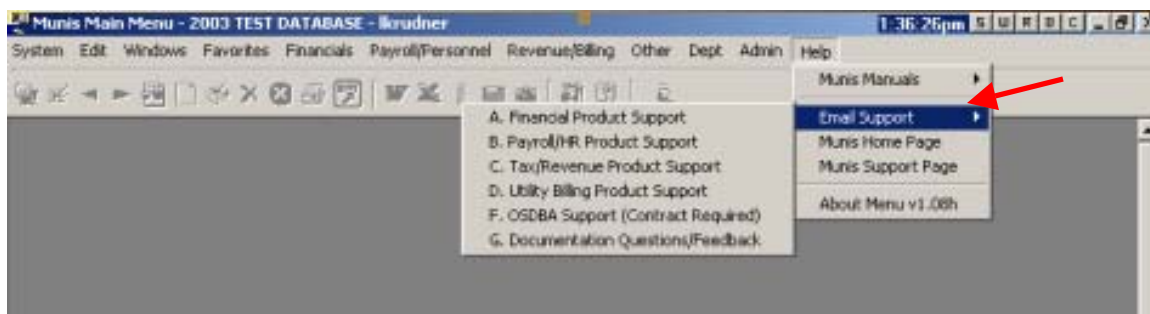 Munis Main Menu - 2003 TEST DATABASE - lkrudner 1:36:26pm S U R D C
System Edit Windows Favorites Financials Payroll/Personnel Revenue/Billing Other Dept Admin Help
Munis Manuals
Email Support
Munis Home Page
Munis Support Page
About Menu v1.08h
A. Financial Product Support
B. Payroll/HR Product Support
C. Tax/Revenue Product Support
D. Utility Billing Product Support
F. OSDBA Support (Contract Required)
G. Documentation Questions/Feedback